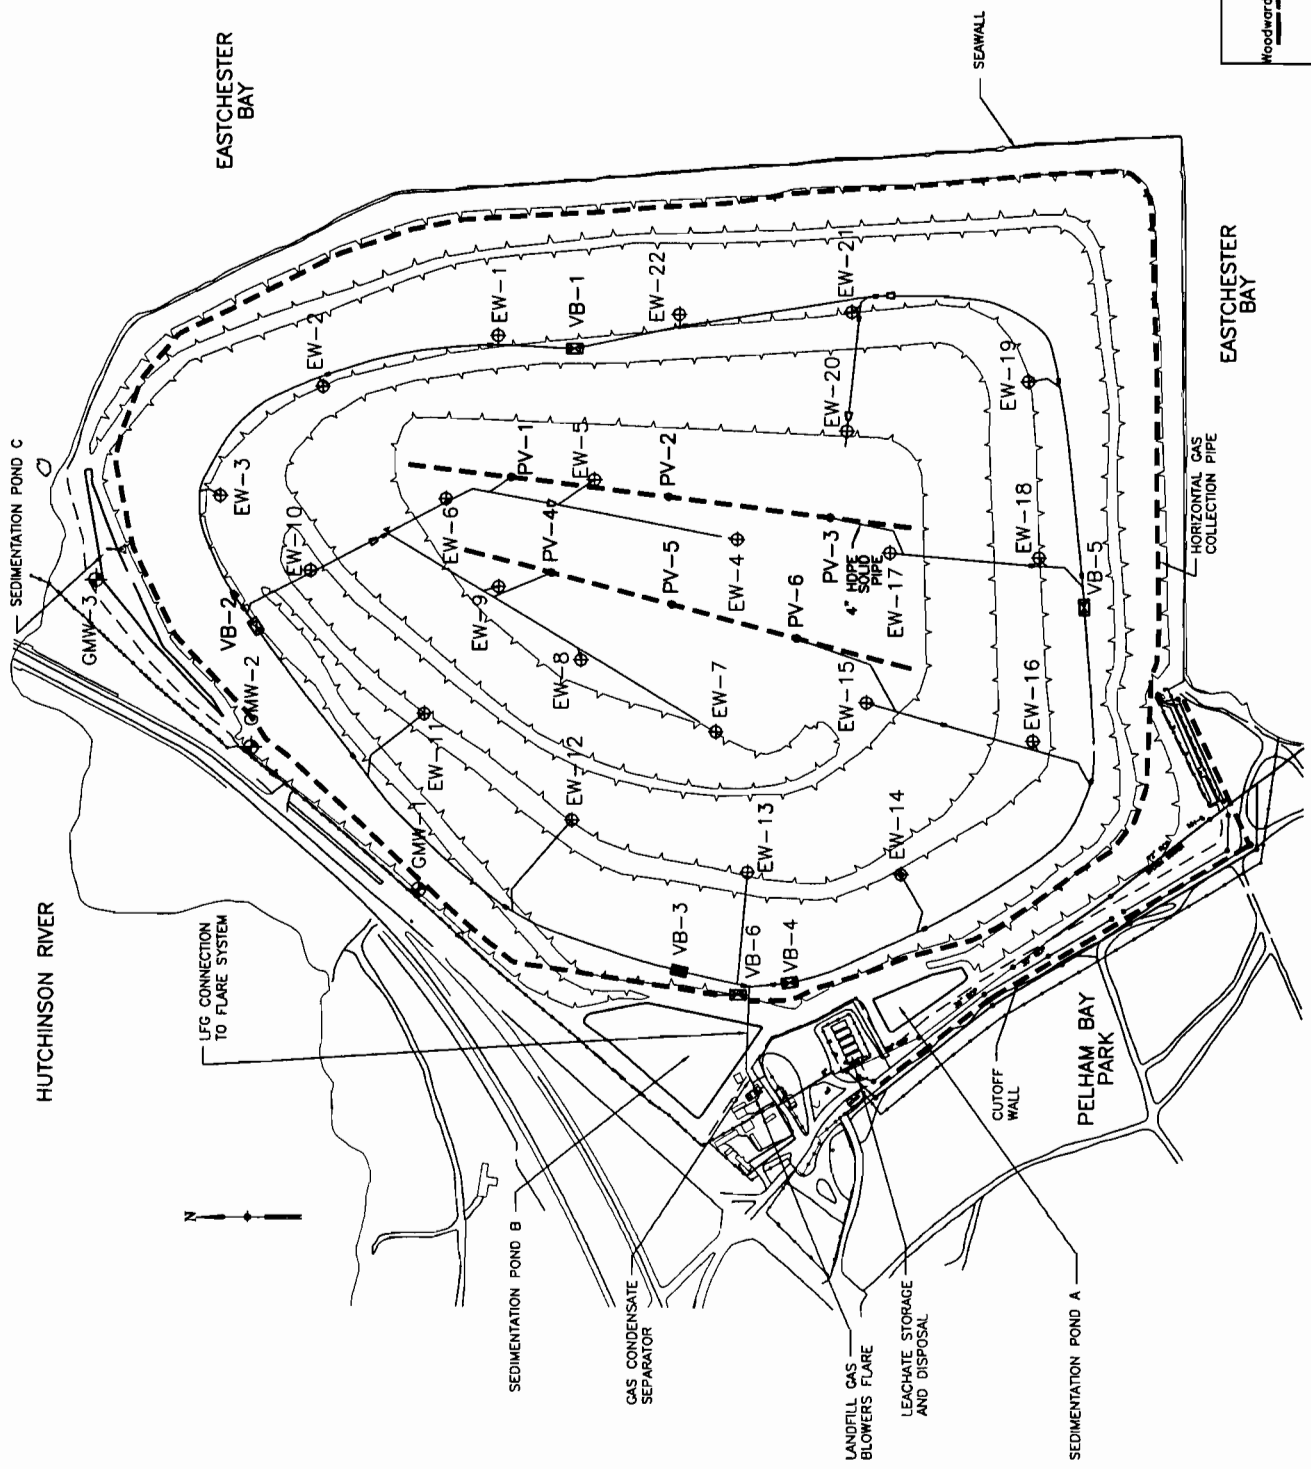 SEDIMENTATION POND C
GMW-3
GMW-2
GMW-1
HUTCHINSON RIVER
LFG CONNECTION
TO FLARE SYSTEM
N
EASTCHESTER
BAY
SEAWALL
Woodward
EASTCHESTER
BAY
HORIZONTAL GAS
COLLECTION PIPE
EW-1
VB-1
EW-22
EW-21
EW-2
EW-3
EW-20
EW-19
EW-10
VB-2
EW-6
PV-1
EW-5
PV-2
PV-4
PV-5
EW-4
PV-3
4" HDPE
SOLID
PIPE
EW-17
EW-18
VB-5
EW-9
EW-8
PV-6
EW-7
EW-15
EW-16
EW-11
EW-12
EW-13
EW-14
VB-3
VB-6
VB-4
SEDIMENTATION POND B
GAS CONDENSATE
SEPARATOR
LANDFILL GAS
BLOWERS FLARE
LEACHATE STORAGE
AND DISPOSAL
SEDIMENTATION POND A
CUTOFF
WALL
PELHAM BAY
PARK